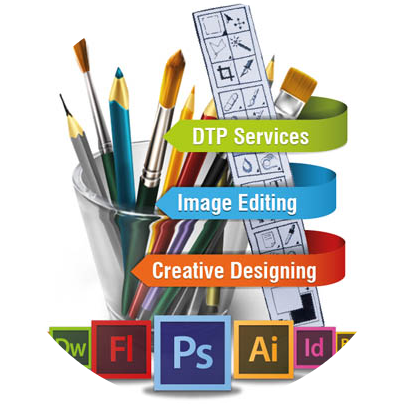 DTP Services
Image Editing
Creative Designing
Dw Fl Ps Ai Id